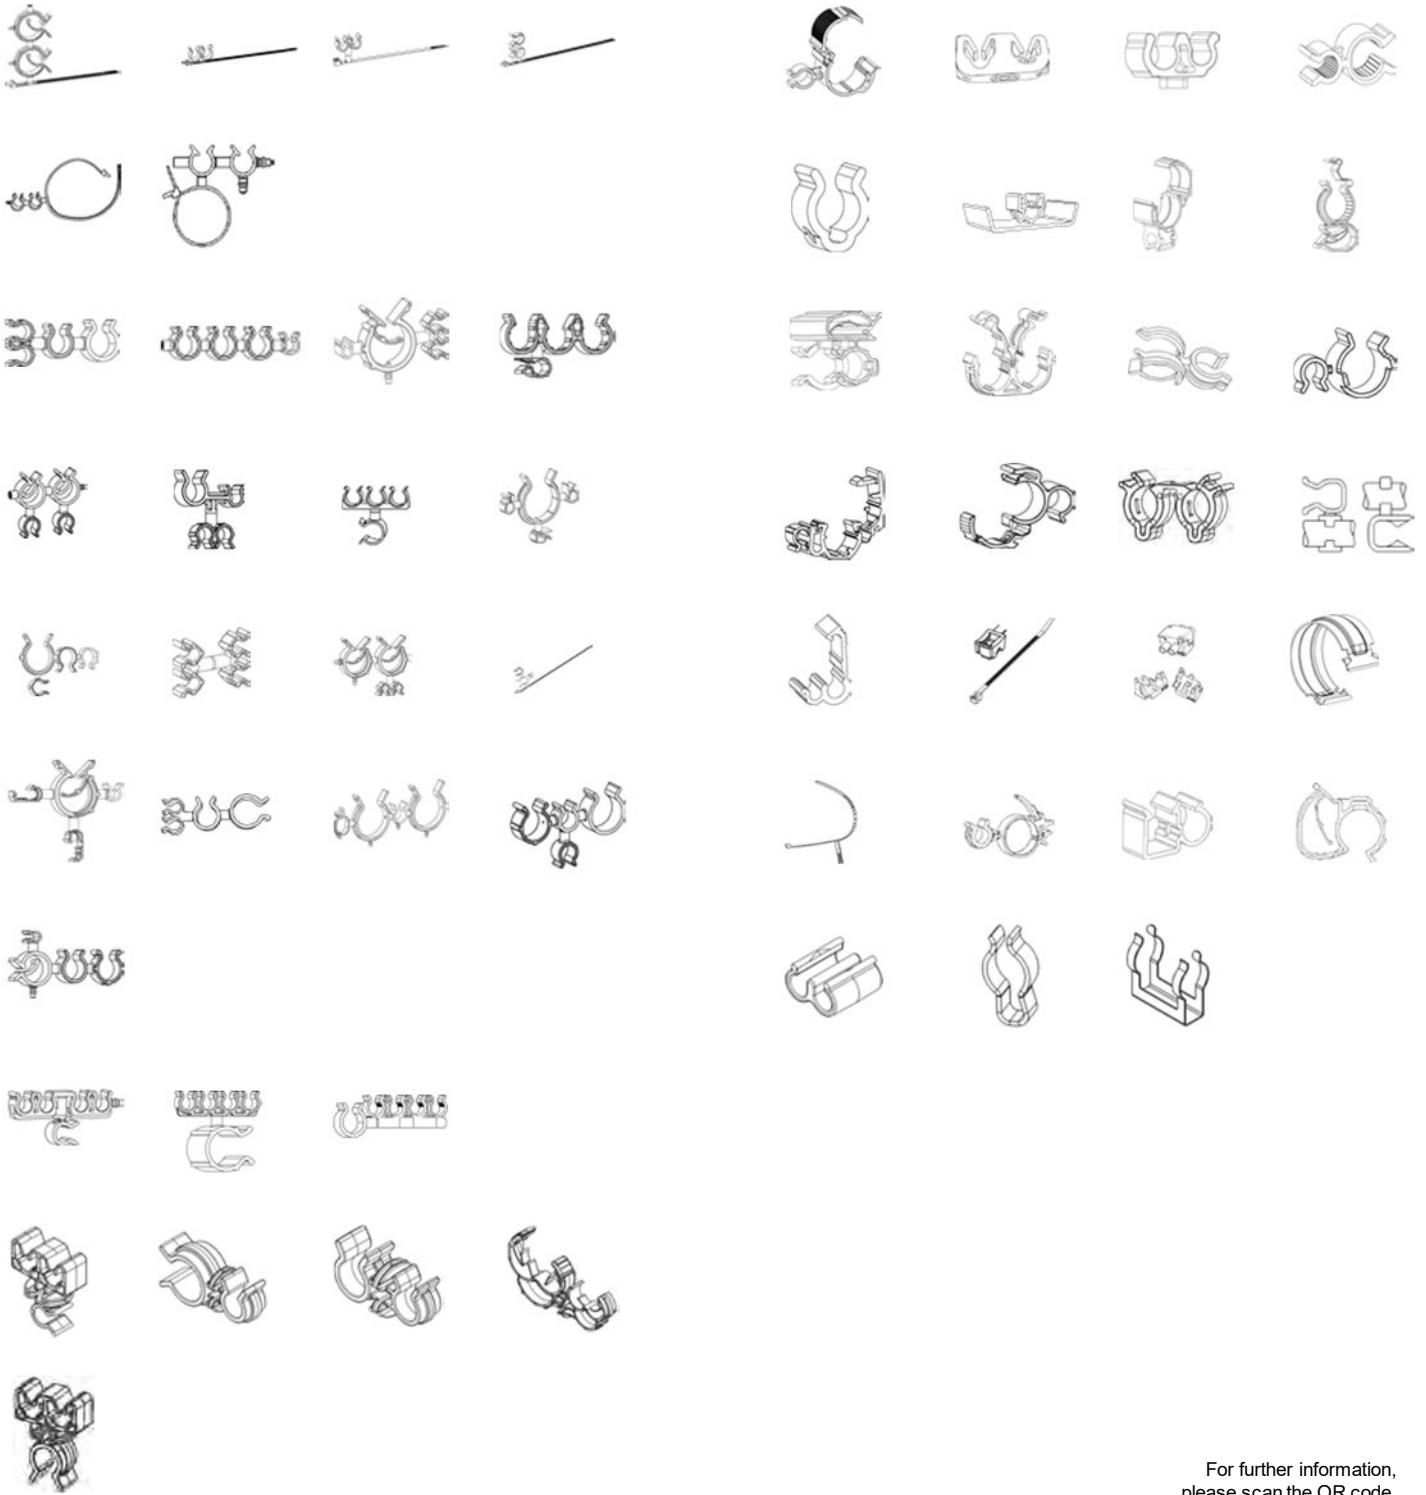 For further information,
please scan the QR code.